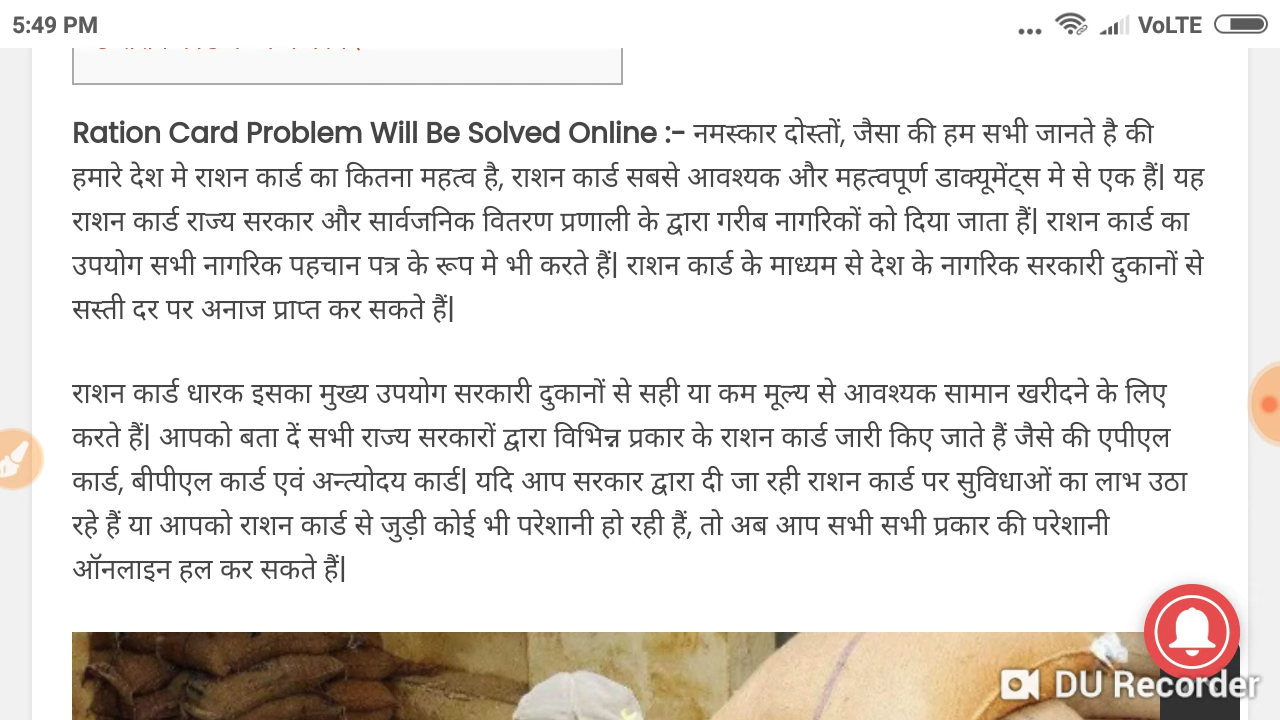 5:49 PM
VoLTE
Ration Card Problem Will Be Solved Online :- नमस्कार दोस्तों, जैसा की हम सभी जानते है की
हमारे देश मे राशन कार्ड का कितना महत्व है, राशन कार्ड सबसे आवश्यक और महत्वपूर्ण डाक्यूमेंट्स मे से एक हैं| यह
राशन कार्ड राज्य सरकार और सार्वजनिक वितरण प्रणाली के द्वारा गरीब नागरिकों को दिया जाता हैं| राशन कार्ड का
उपयोग सभी नागरिक पहचान पत्र के रूप मे भी करते हैं| राशन कार्ड के माध्यम से देश के नागरिक सरकारी दुकानों से
सस्ती दर पर अनाज प्राप्त कर सकते हैं|
राशन कार्ड धारक इसका मुख्य उपयोग सरकारी दुकानों से सही या कम मूल्य से आवश्यक सामान खरीदने के लिए
करते हैं| आपको बता दें सभी राज्य सरकारों द्वारा विभिन्न प्रकार के राशन कार्ड जारी किए जाते हैं जैसे की एपीएल
कार्ड, बीपीएल कार्ड एवं अन्त्योदय कार्ड| यदि आप सरकार द्वारा दी जा रही राशन कार्ड पर सुविधाओं का लाभ उठा
रहे हैं या आपको राशन कार्ड से जुड़ी कोई भी परेशानी हो रही हैं, तो अब आप सभी सभी प्रकार की परेशानी
ऑनलाइन हल कर सकते हैं|
DU Recorder